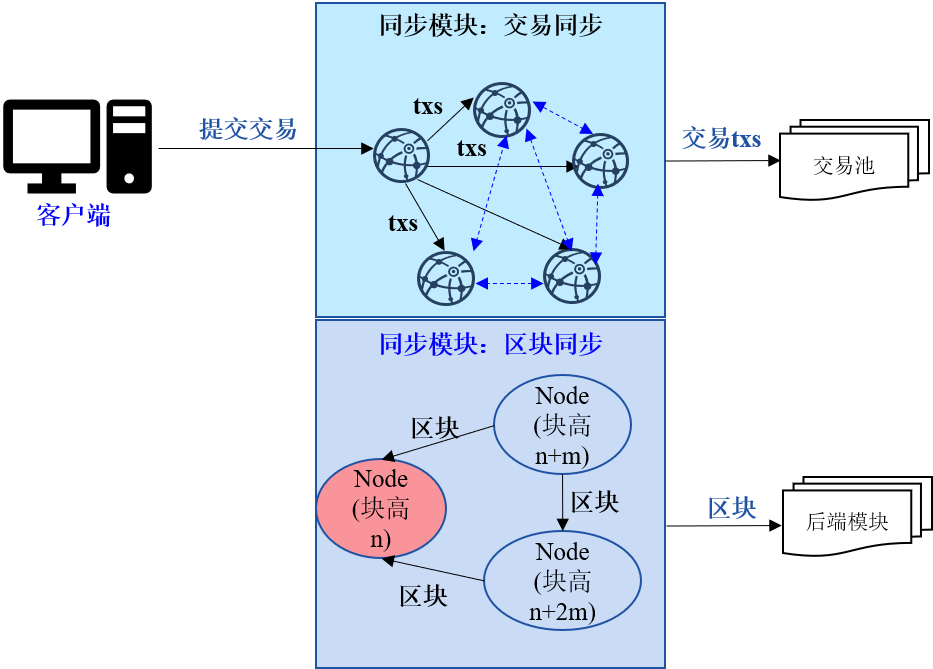 同步模块：交易同步
提交交易
客户端
txs
txs
txs
交易txs
交易池
同步模块：区块同步
Node
(块高
n+m)
区块
Node
(块高
n)
区块
Node
(块高
n+2m)
区块
区块
后端模块